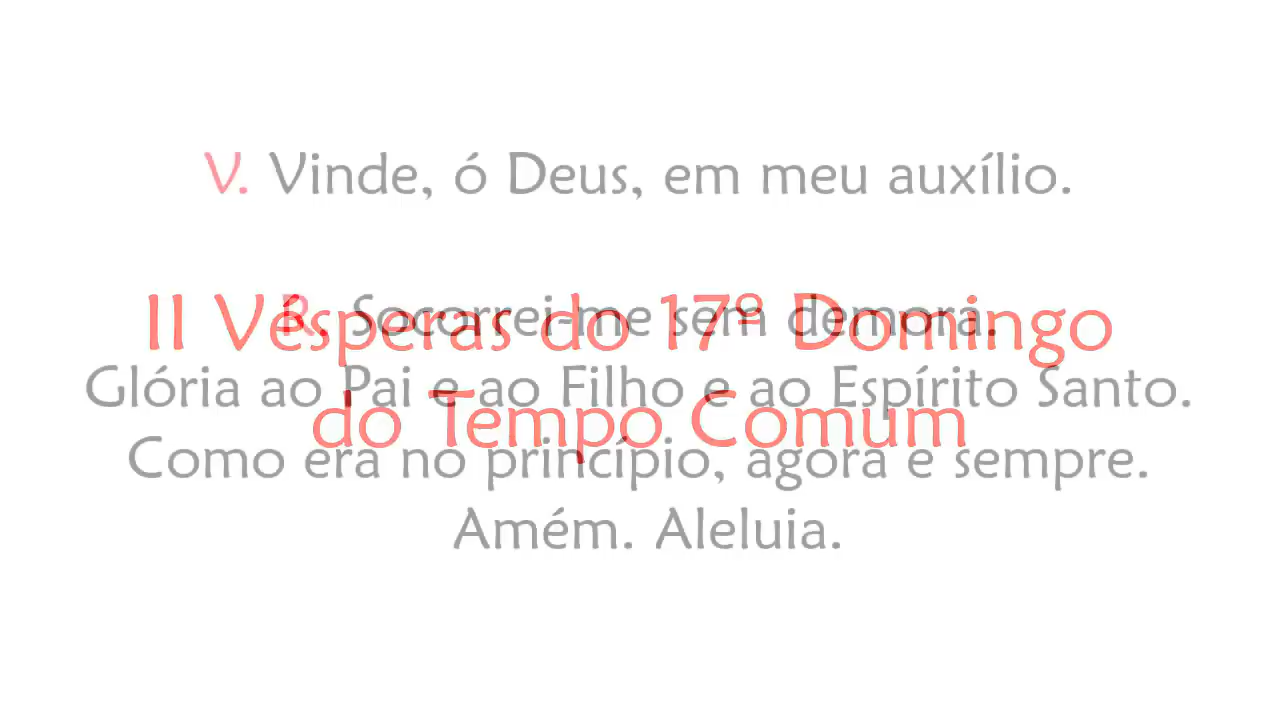 V. Vinde, ó Deus, em meu auxílio.
R. Socorrei-me sem demora.
II Vésperas do 17º Domingo
Glória ao Pai e ao Filho e ao Espírito Santo.
do Tempo Comum
Como era no princípio, agora e sempre.
Amém. Aleluia.